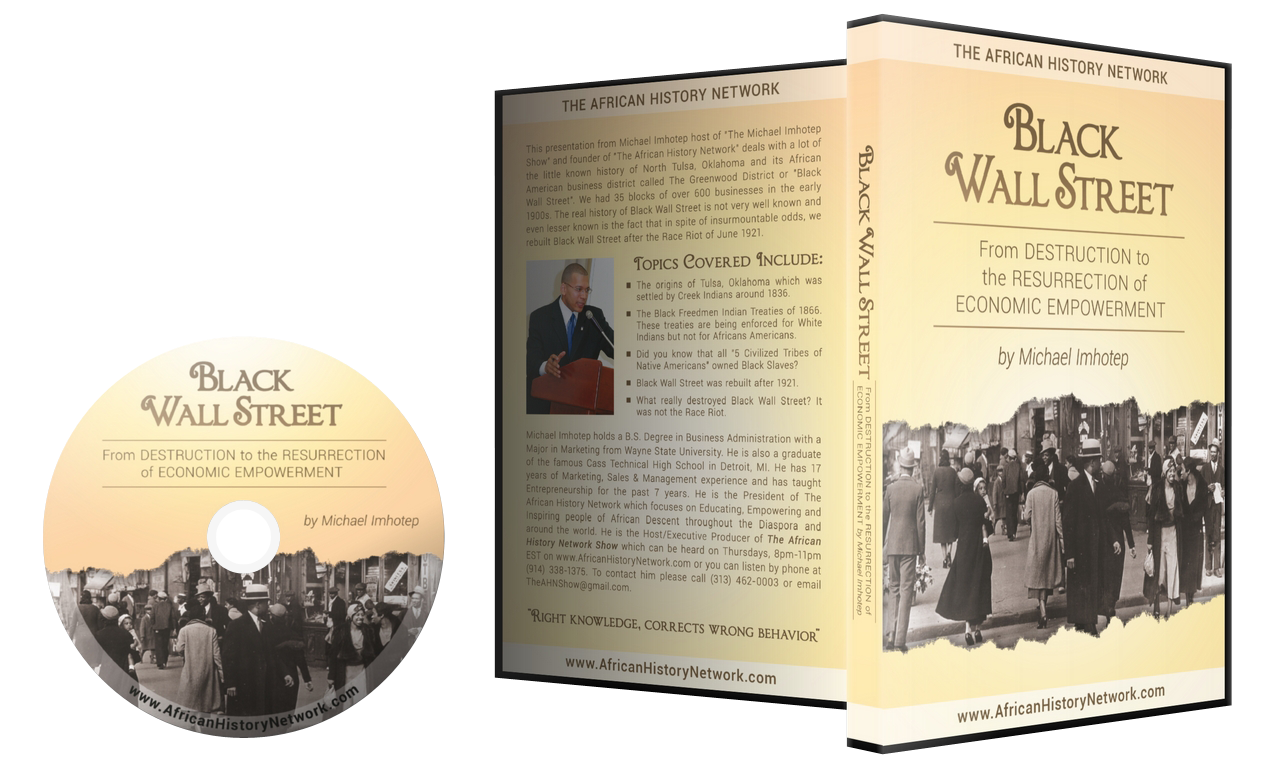 BLACK
WALL STREET
From DESTRUCTION to the RESURRECTION
of ECONOMIC EMPOWERMENT
by Michael Imhotep
www.AfricanHistoryNetwork.com
THE AFRICAN HISTORY NETWORK
This presentation from Michael Imhotep host of "The Michael Imhotep
Show" and founder of "The African History Network" deals with a lot of
the little known history of North Tulsa, Oklahoma and its African
American business district called The Greenwood District or "Black
Wall Street". We had 35 blocks of over 600 businesses in the early
1900s. The real history of Black Wall Street is not very well known and
even lesser known is the fact that in spite of insurmountable odds, we
rebuilt Black Wall Street after the Race Riot of June 1921.
TOPICS COVERED INCLUDE:
■ The origins of Tulsa, Oklahoma which was
settled by Creek Indians around 1836.
■ The Black Freedmen Indian Treaties of 1866.
These treaties are being enforced for White
Indians but not for Africans Americans.
■ Did you know that all "5 Civilized Tribes of
Native Americans" owned Black Slaves?
■ Black Wall Street was rebuilt after 1921.
■ What really destroyed Black Wall Street? It
was not the Race Riot.
Michael Imhotep holds a B.S. Degree in Business Administration with a
Major in Marketing from Wayne State University. He is also a graduate
of the famous Cass Technical High School in Detroit, MI. He has 17
years of Marketing, Sales & Management experience and has taught
Entrepreneurship for the past 7 years. He is the President of The
African History Network which focuses on Educating, Empowering and
Inspiring people of African Descent throughout the Diaspora and
around the world. He is the Host/Executive Producer of The African
History Network Show which can be heard on Thursdays, 8pm-11pm
EST on www.AfricanHistoryNetwork.com or you can listen by phone at
(914) 338-1375. To contact him please call (313) 462-0003 or email
TheAHNShow@gmail.com.
"RIGHT KNOWLEDGE, CORRECTS WRONG BEHAVIOR"
www.AfricanHistoryNetwork.com
BLACK WALL STREET
From DESTRUCTION to the RESURRECTION of
ECONOMIC EMPOWERMENT by Michael Imhotep
THE AFRICAN HISTORY NETWORK
BLACK
WALL STREET
From DESTRUCTION to
the RESURRECTION of
ECONOMIC EMPOWERMENT
by Michael Imhotep
www.AfricanHistoryNetwork.com